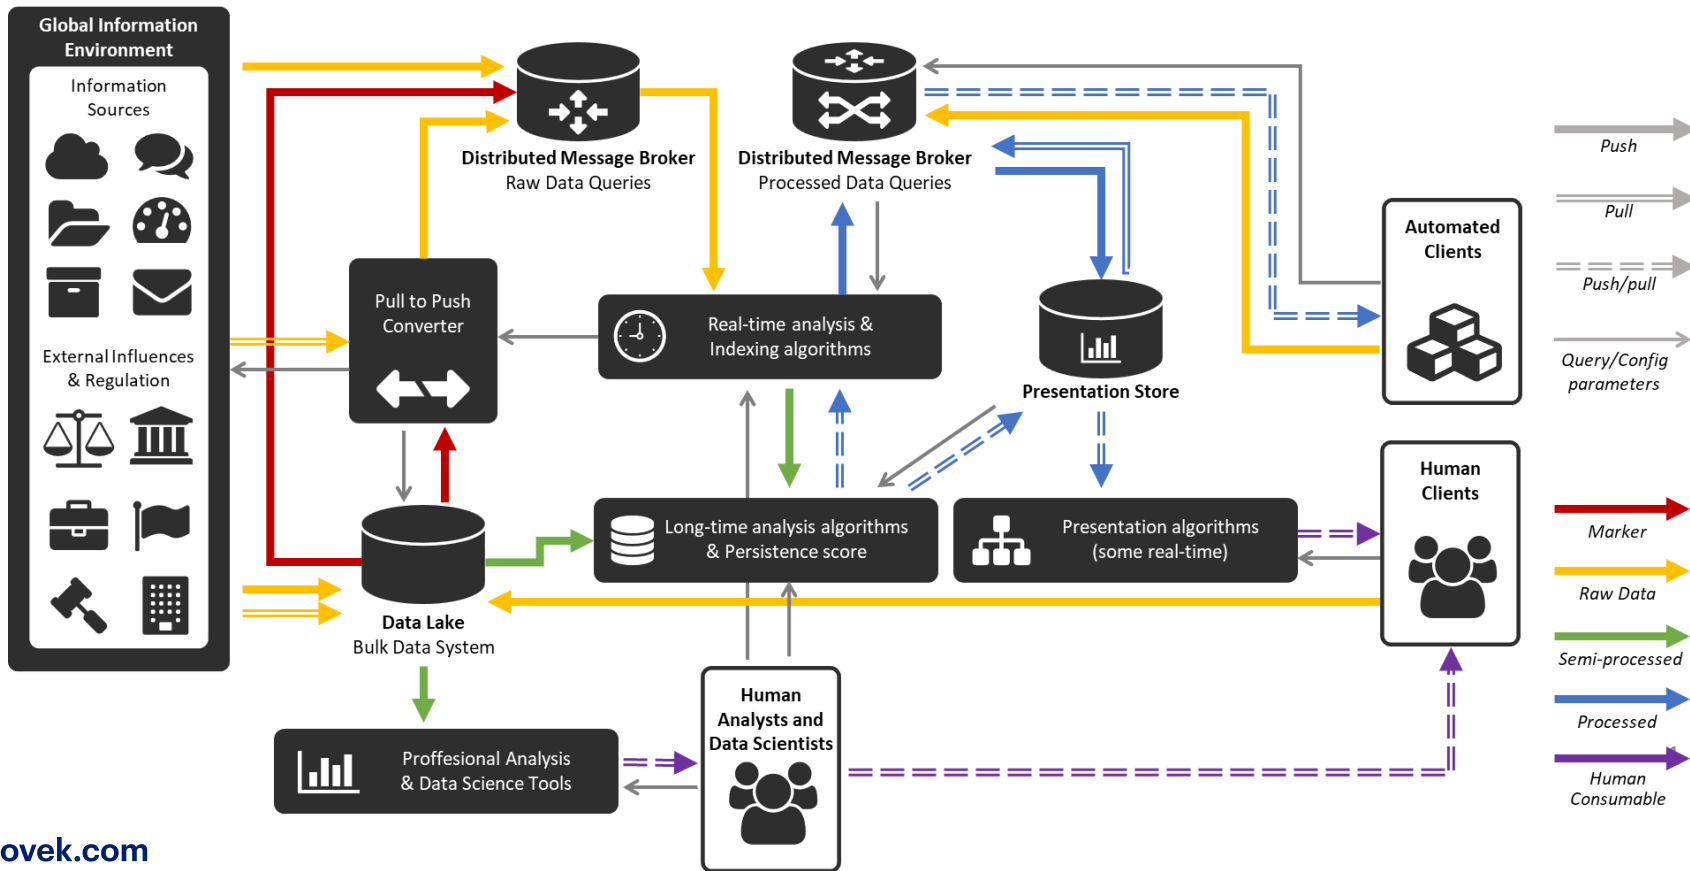 Global Information
Environment
Information
Sources
External Influences
& Regulation
Distributed Message Broker
Raw Data Queries
Distributed Message Broker
Processed Data Queries
Pull to Push
Converter
Real-time analysis &
Indexing algorithms
Presentation Store
Automated
Clients
Human
Clients
Long-time analysis algorithms
& Persistence score
Presentation algorithms
(some real-time)
Data Lake
Bulk Data System
Proffesional Analysis
& Data Science Tools
Human
Analysts and
Data Scientists
Push
Pull
Push/pull
Query/Config
parameters
Marker
Raw Data
Semi-processed
Processed
Human
Consumable
ovek.com